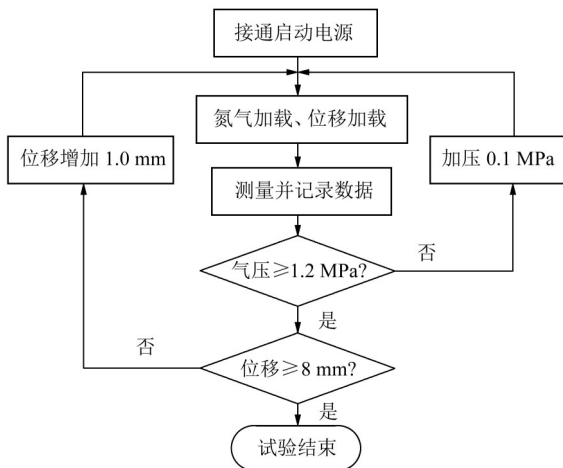 接通启动电源
氮气加载、位移加载
位移增加 1.0 mm
加压 0.1 MPa
测量并记录数据
气压≥1.2 MPa?
否
是
否
位移≥8 mm?
是
试验结束